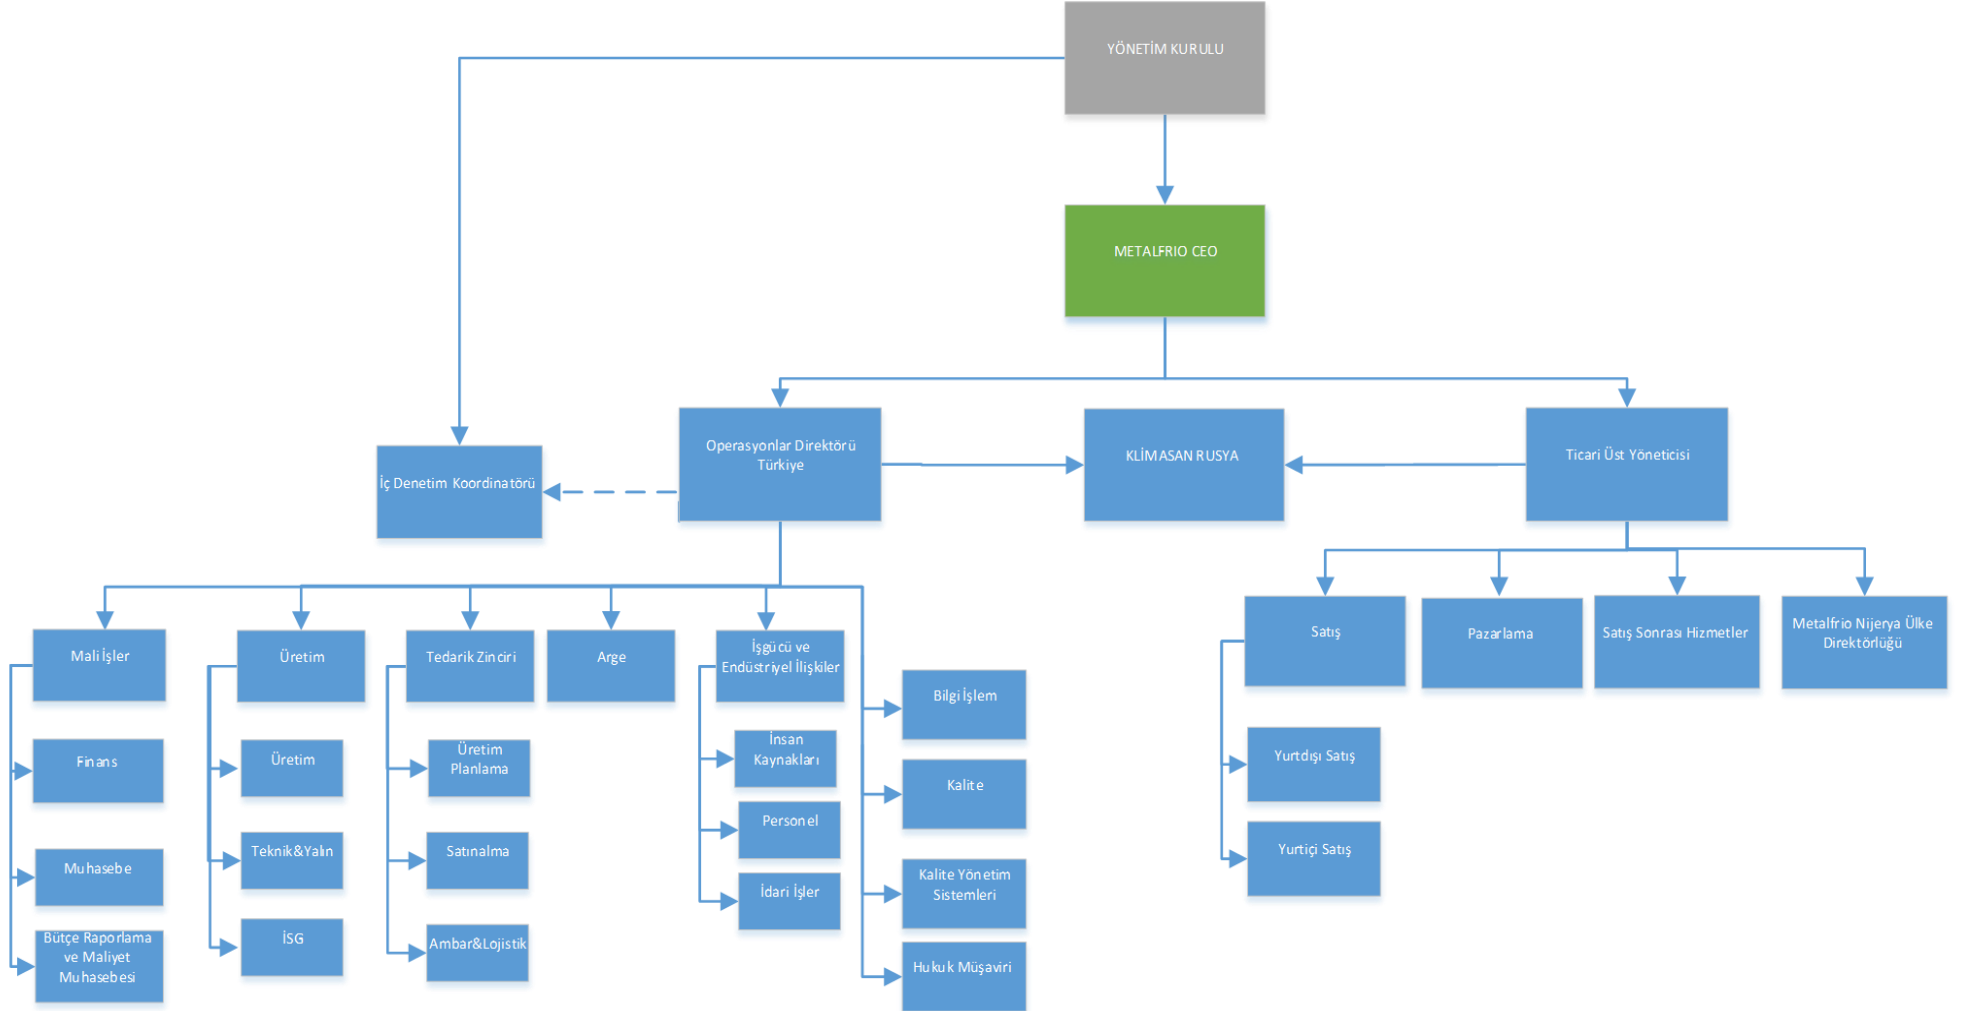 YÖNETİM KURULU
METALFRIO CEO
Operasyonlar Direktörü
Türkiye
KLİMASAN RUSYA
Ticari Üst Yöneticisi
İç Denetim Koordinatörü
Mali İşler
Üretim
Tedarik Zinciri
Arge
İşgücü ve
Endüstriyel İlişkiler
Satış
Pazarlama
Satış Sonrası Hizmetler
Metalfrio Nijerya Ülke
Direktörlüğü
Finans
Muhasebe
Bütçe Raporlama
ve Maliyet
Muhasebesi
Üretim
Teknik&Yalın
İSG
Üretim
Planlama
Satınalma
Ambar&Lojistik
İnsan
Kaynakları
Personel
İdari İşler
Bilgi İşlem
Kalite
Kalite Yönetim
Sistemleri
Hukuk Müşaviri
Yurtdışı Satış
Yurtiçi Satış